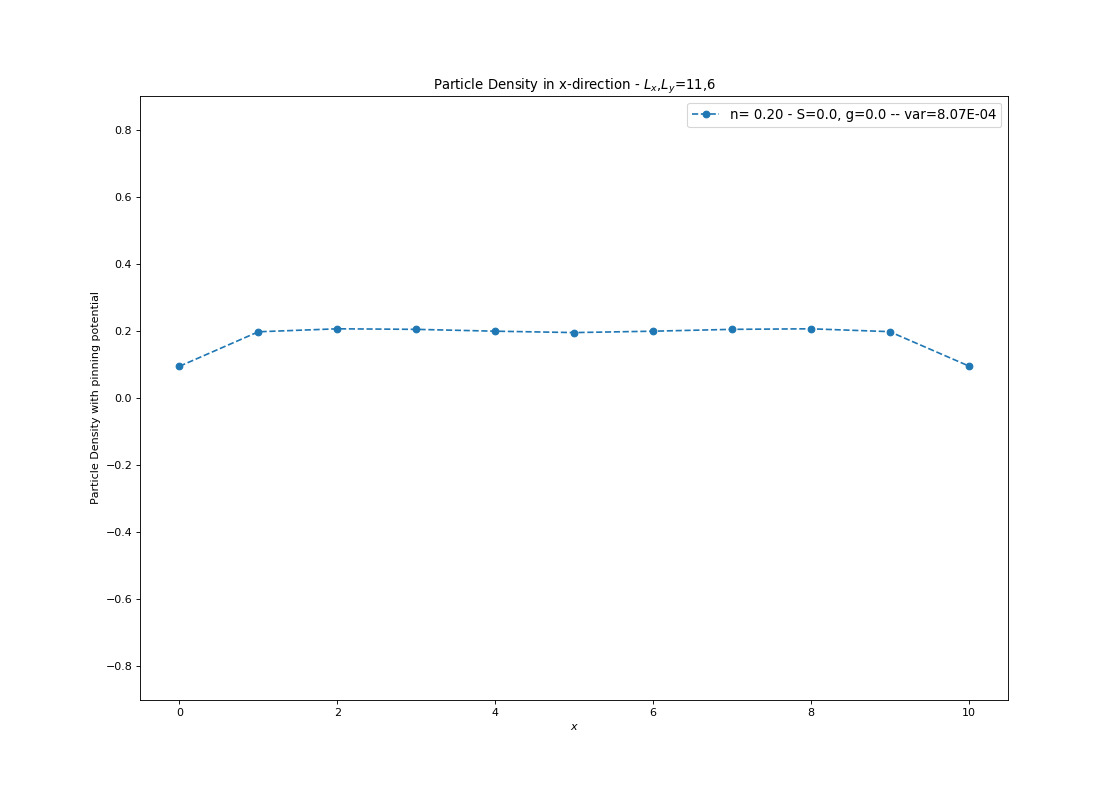 Particle Density in x-direction - Lx,Ly=11,6
n= 0.20 - S=0.0, g=0.0 -- var=8.07E-04
Particle Density with pinning potential
0.8
0.6
0.4
0.2
0.0
−0.2
−0.4
−0.6
−0.8
0 2 4 6 8 10
x